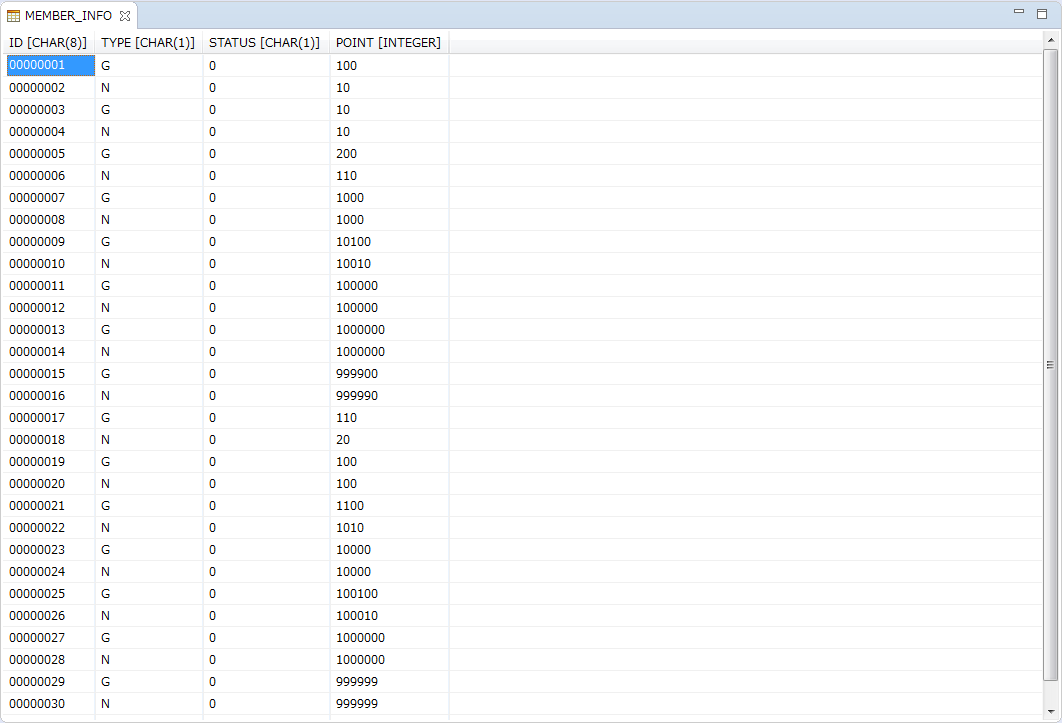 MEMBER_INFO
ID [CHAR(8)] TYPE [CHAR(1)] STATUS [CHAR(1)] POINT [INTEGER]
00000001 G 0 100
00000002 N 0 10
00000003 G 0 10
00000004 N 0 10
00000005 G 0 200
00000006 N 0 110
00000007 G 0 1000
00000008 N 0 1000
00000009 G 0 10100
00000010 N 0 10010
00000011 G 0 100000
00000012 N 0 100000
00000013 G 0 1000000
00000014 N 0 1000000
00000015 G 0 999900
00000016 N 0 999990
00000017 G 0 110
00000018 N 0 20
00000019 G 0 100
00000020 N 0 100
00000021 G 0 1100
00000022 N 0 1010
00000023 G 0 10000
00000024 N 0 10000
00000025 G 0 100100
00000026 N 0 100010
00000027 G 0 1000000
00000028 N 0 1000000
00000029 G 0 999999
00000030 N 0 999999